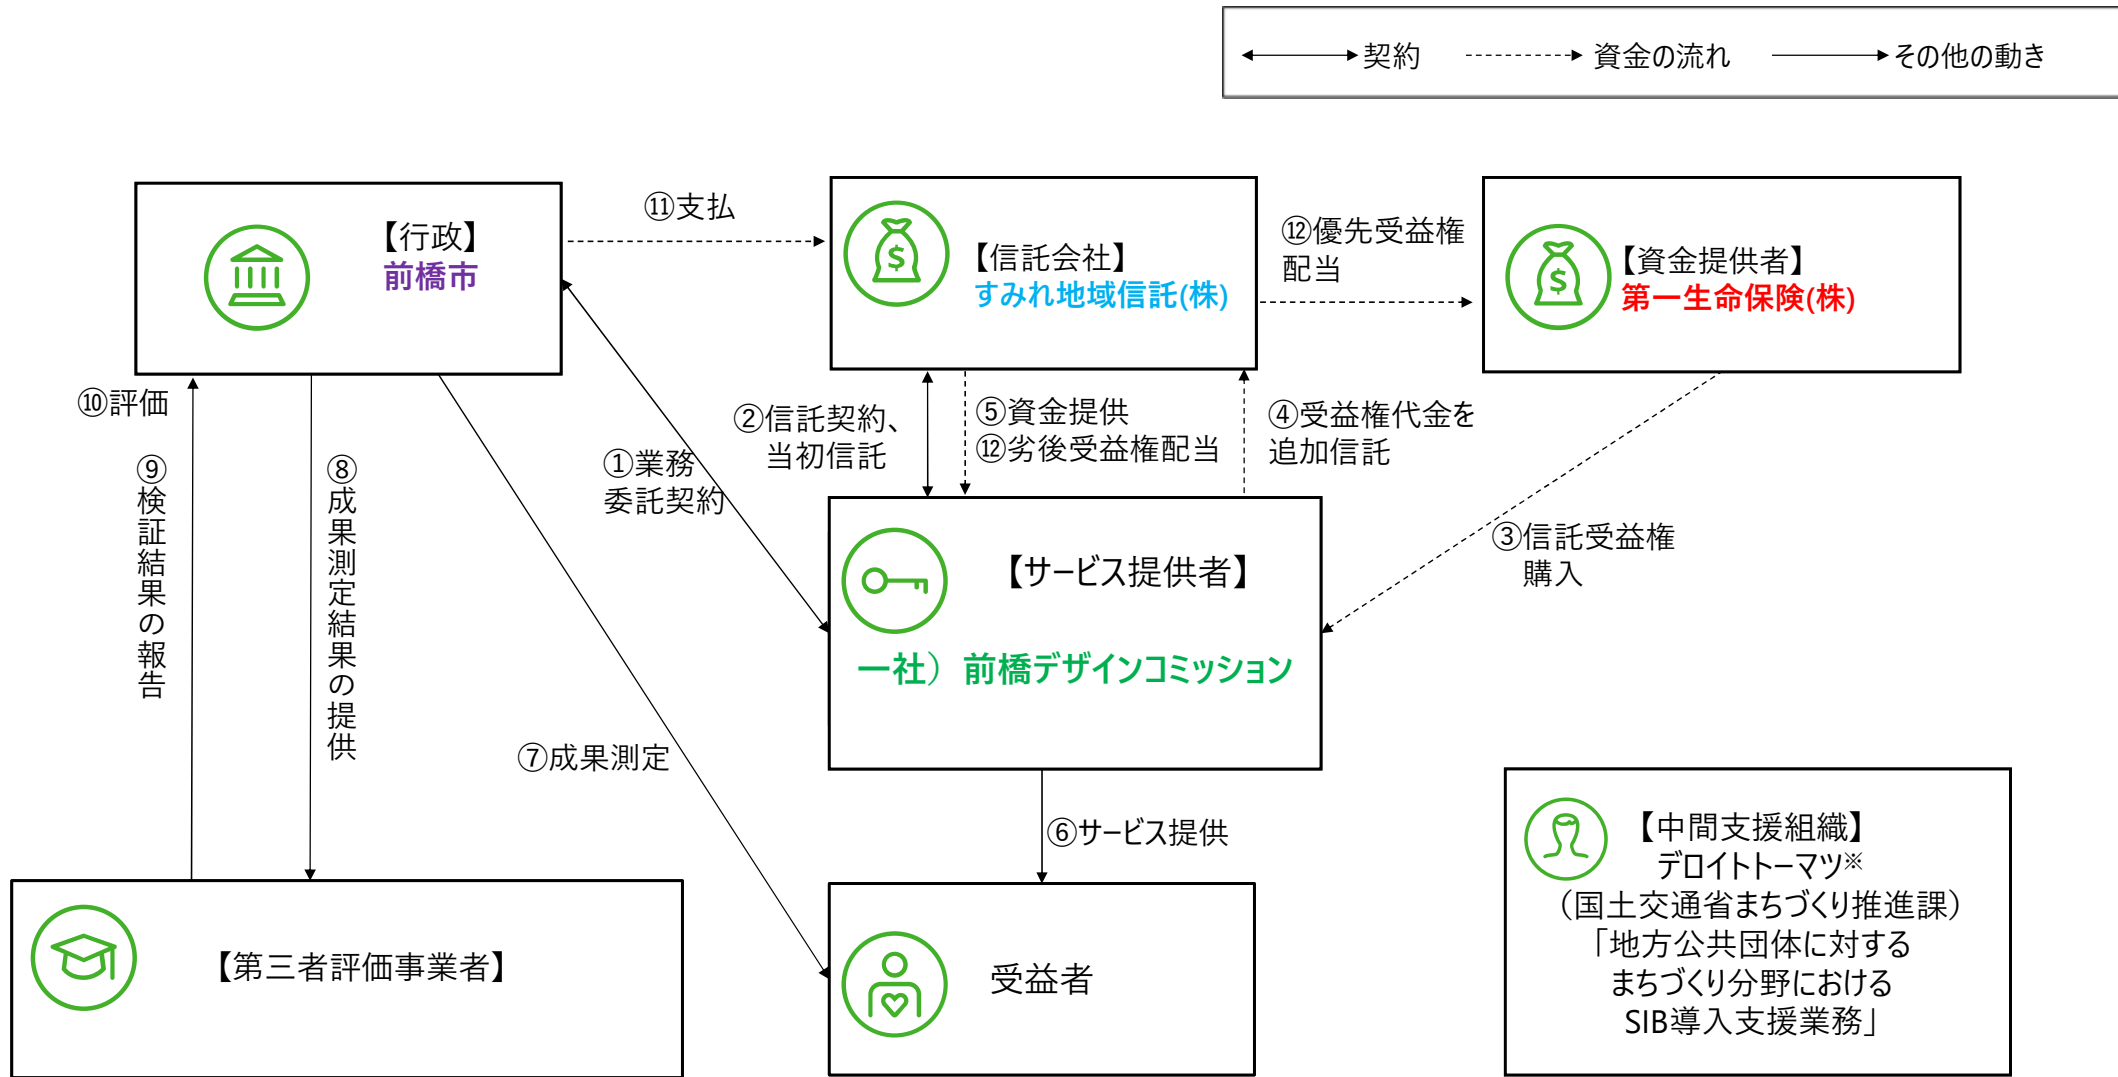 契約
資金の流れ
その他の動き
【行政】
前橋市
⑪支払
【信託会社】
すみれ地域信託(株)
⑫優先受益権
配当
【資金提供者】
第一生命保険(株)
⑩評価
⑨検証結果の報告
⑧成果測定結果の提供
①業務
委託契約
②信託契約、
当初信託
⑤資金提供
⑫劣後受益権配当
④受益権代金を
追加信託
③信託受益権
購入
【サービス提供者】
一社）前橋デザインコミッション
⑦成果測定
⑥サービス提供
【第三者評価事業者】
受益者
【中間支援組織】
デロイトトーマツ※
（国土交通省まちづくり推進課）
「地方公共団体に対する
まちづくり分野における
SIB導入支援業務」